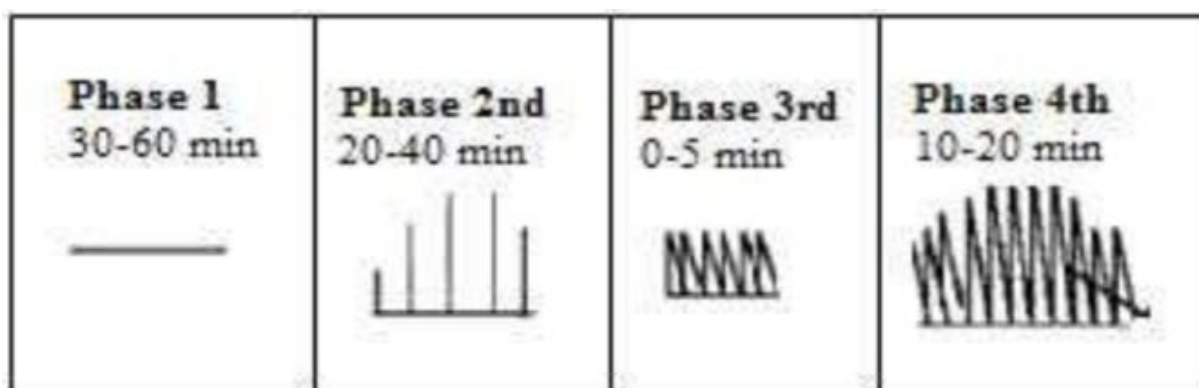 Phase 1
30-60 min
Phase 2nd
20-40 min
Phase 3rd
0-5 min
Phase 4th
10-20 min